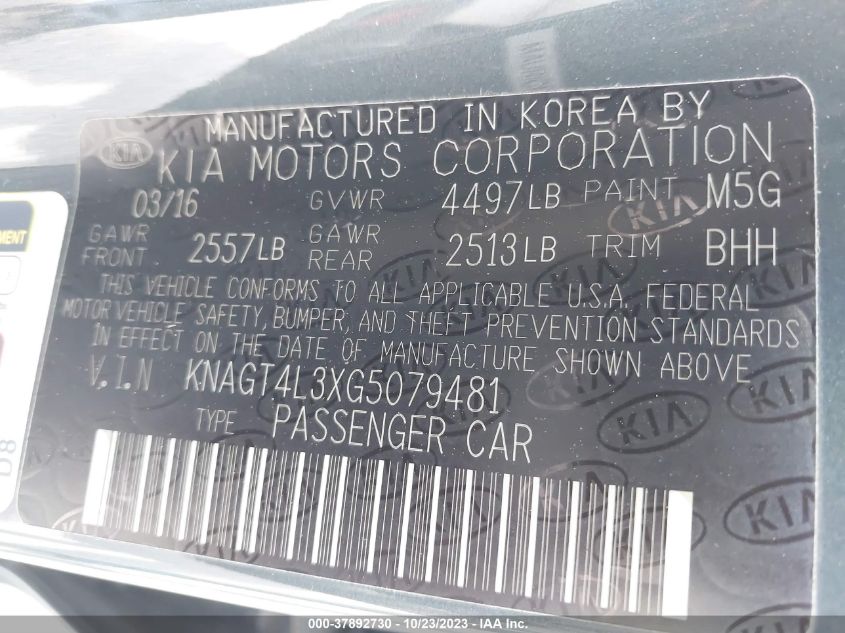 MANUFACTURED IN KOREA BY
KIA KIA MOTORS CORPORATION
03/16 GVWR 4497LB PAINT M5G
GAWR FRONT 2557LB GAWR REAR 2513LB TRIM BHH
THIS VEHICLE CONFORMS TO ALL APPLICABLE U.S.A. FEDERAL
MOTOR VEHICLE SAFETY, BUMPER, AND THEFT PREVENTION STANDARDS
IN EFFECT ON THE DATE OF MANUFACTURE SHOWN ABOVE
V.I.N KNAGT4L3XG5079481
TYPE PASSENGER CAR
D8
000-37892730 - 10/23/2023 - IAA Inc.